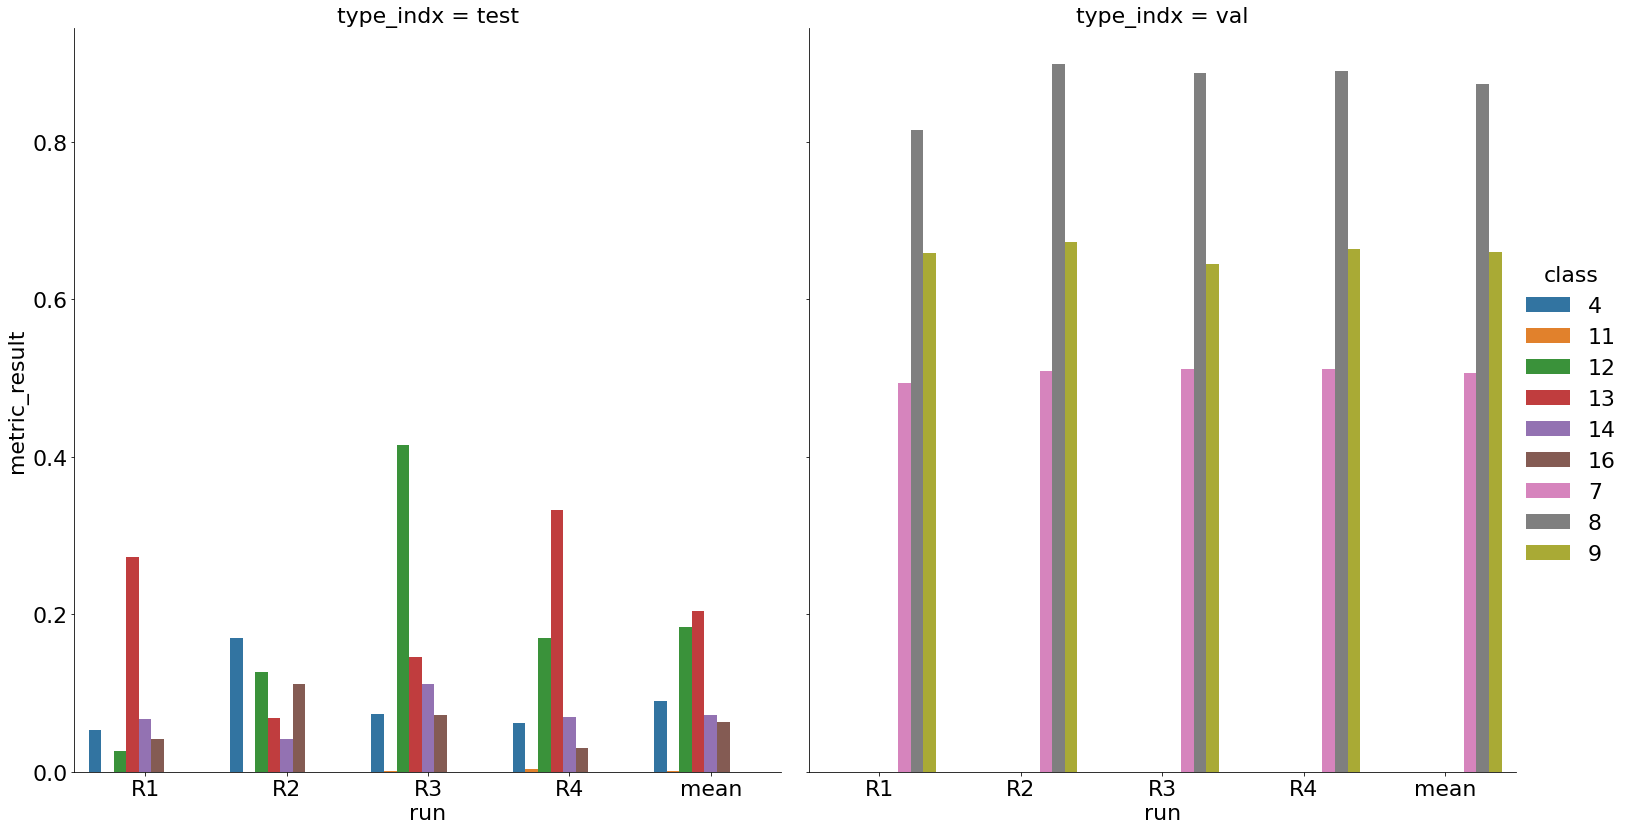 type_indx = test
type_indx = val
metric_result
0.8
0.6
0.4
0.2
0.0
R1 R2 R3 R4 mean
run
R1 R2 R3 R4 mean
run
class
4
11
12
13
14
16
7
8
9